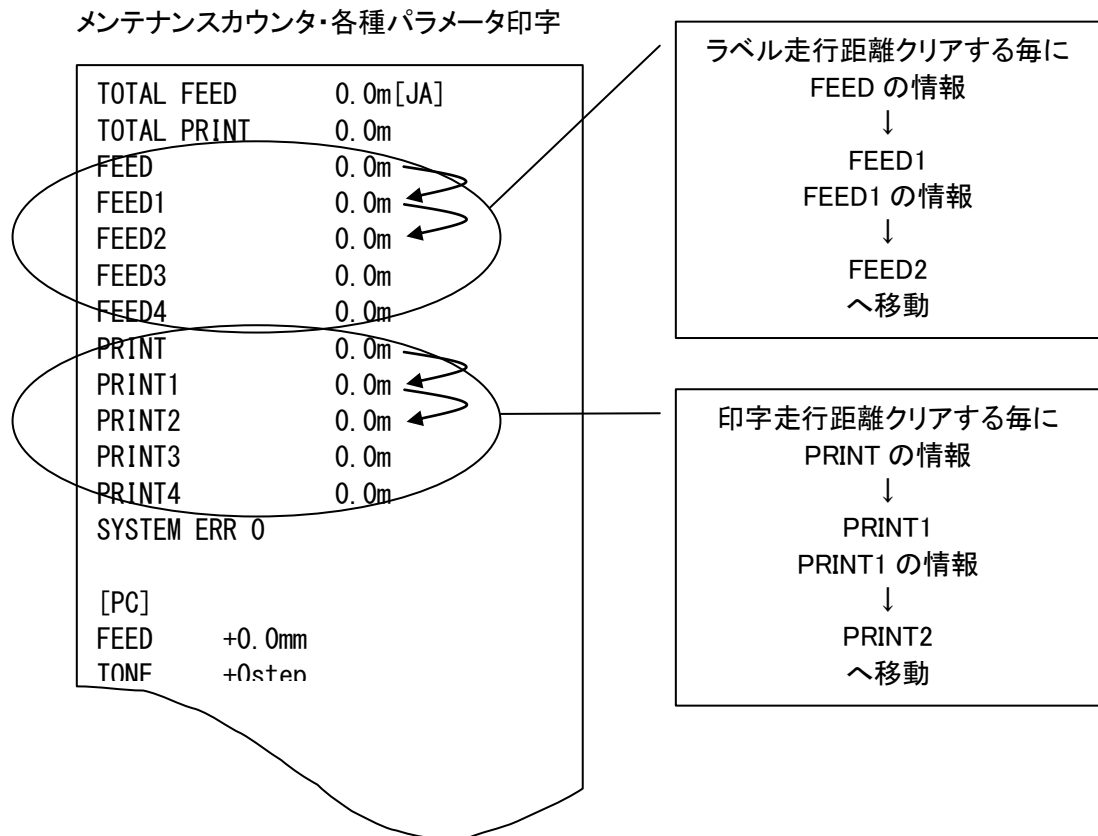 メンテナンスカウンタ・各種パラメータ印字
TOTAL FEED 0.0m[JA]
TOTAL PRINT 0.0m
FEED 0.0m
FEED1 0.0m
FEED2 0.0m
FEED3 0.0m
FEED4 0.0m
PRINT 0.0m
PRINT1 0.0m
PRINT2 0.0m
PRINT3 0.0m
PRINT4 0.0m
SYSTEM ERR 0
[PC]
FEED +0.0mm
TONE +0step
ラベル走行距離クリアする毎に
FEED の情報
↓
FEED1
FEED1 の情報
↓
FEED2
へ移動
印字走行距離クリアする毎に
PRINT の情報
↓
PRINT1
PRINT1 の情報
↓
PRINT2
へ移動